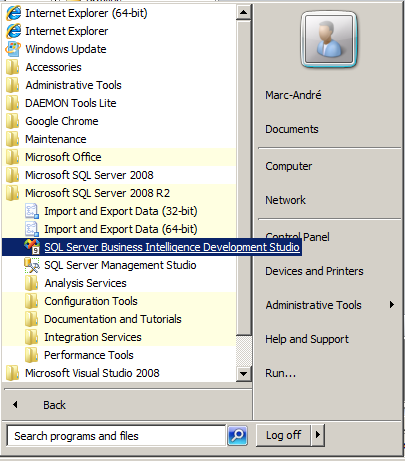 Internet Explorer (64-bit)
Internet Explorer
Windows Update
Accessories
Administrative Tools
DAEMON Tools Lite
Google Chrome
Maintenance
Microsoft Office
Microsoft SQL Server 2008
Microsoft SQL Server 2008 R2
Import and Export Data (32-bit)
Import and Export Data (64-bit)
SQL Server Business Intelligence Development Studio
SQL Server Management Studio
Analysis Services
Configuration Tools
Documentation and Tutorials
Integration Services
Performance Tools
Microsoft Visual Studio 2008
Back
Search programs and files
Marc-André
Documents
Computer
Network
Control Panel
Devices and Printers
Administrative Tools
Help and Support
Run...
Log off